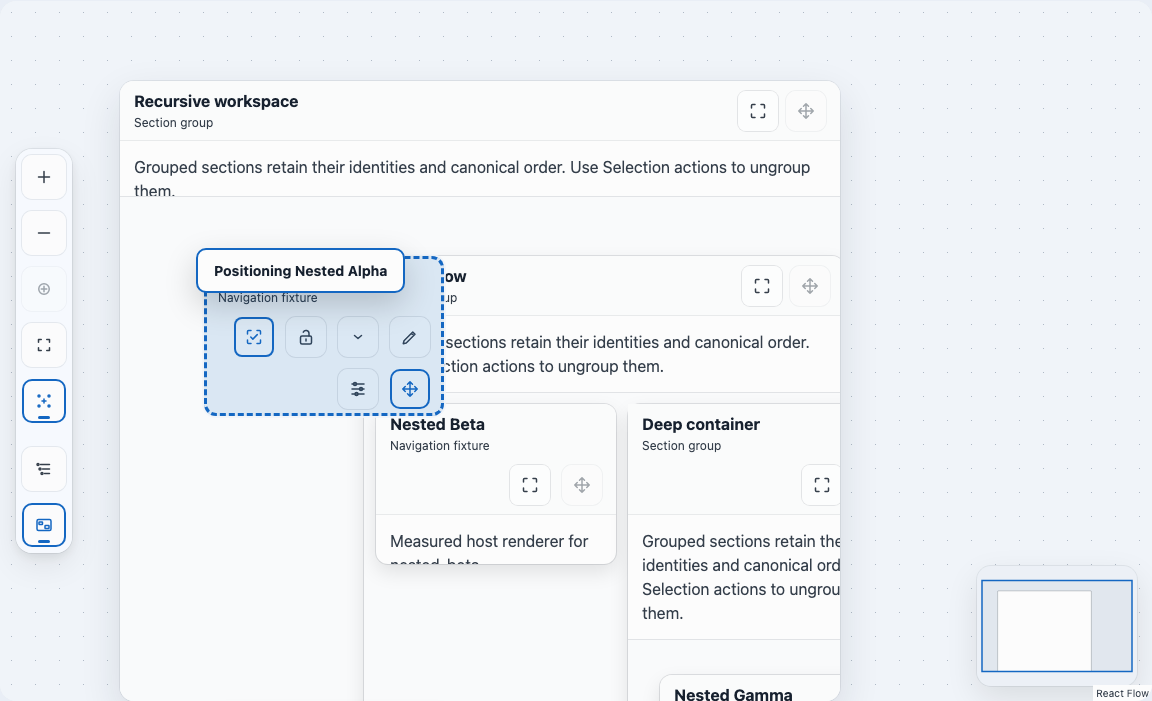 Recursive workspace
Section group
Grouped sections retain their identities and canonical order. Use Selection actions to ungroup
them.
Positioning Nested Alpha
Navigation fixture
sections retain their identities and canonical order.
actions to ungroup them.
Nested Beta
Navigation fixture
Measured host renderer for
nested_beta
Deep container
Section group
Grouped sections retain the
identities and canonical ord
Selection actions to ungrou
them.
Nested Gamma
React Flow